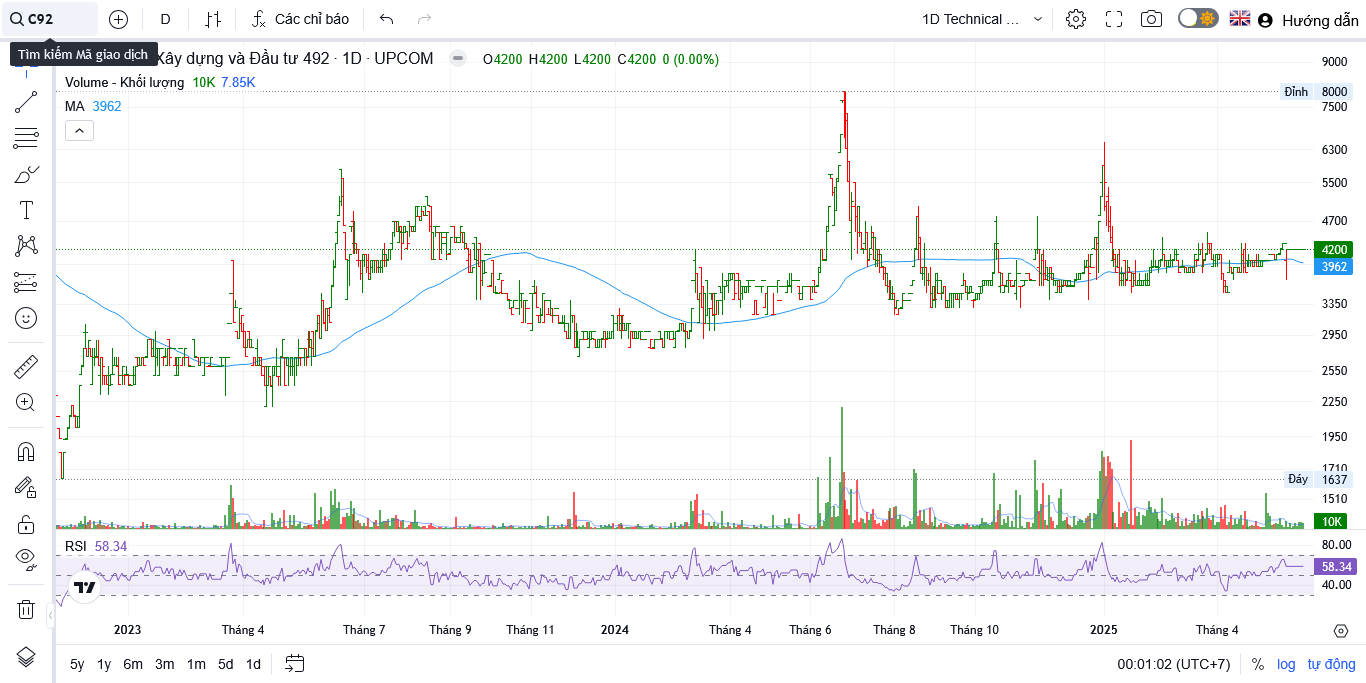 C92 D Các chỉ báo 1D Technical ... Hướng dẫn
Tìm kiếm Mã giao dịch
Xây dựng và Đầu tư 492 · 1D · UPCOM O4200 H4200 L4200 C4200 0 (0.00%)
Volume - Khối lượng 10K 7.85K
MA 3962
9000
Đỉnh 8000
7500
6300
5500
4700
4200
3962
3350
2950
2550
2250
1950
1710
Đáy 1637
1510
10K
RSI 58.34
80.00
58.34
40.00
2023 Tháng 4 Tháng 7 Tháng 9 Tháng 11 2024 Tháng 4 Tháng 6 Tháng 8 Tháng 10 2025 Tháng 4
5y 1y 6m 3m 1m 5d 1d 00:01:02 (UTC+7) % log tự động